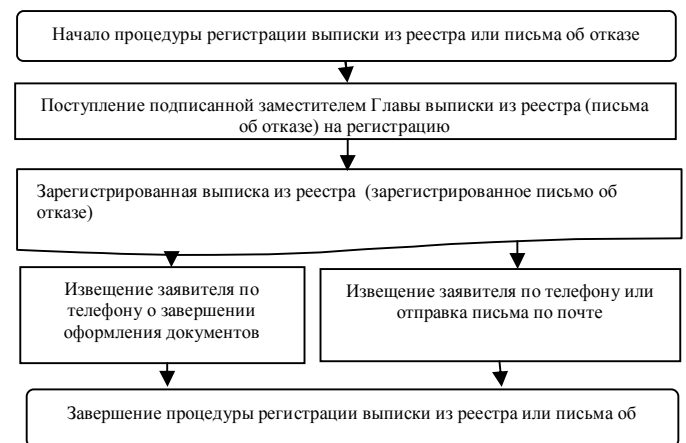 Начало процедуры регистрации выписки из реестра или письма об отказе
Поступление подписанной заместителем Главы выписки из реестра (письма
об отказе) на регистрацию
Зарегистрированная выписка из реестра (зарегистрированное письмо об
отказе)
Извещение заявителя по
телефону о завершении
оформления документов
Извещение заявителя по телефону или
отправка письма по почте
Завершение процедуры регистрации выписки из реестра или письма об